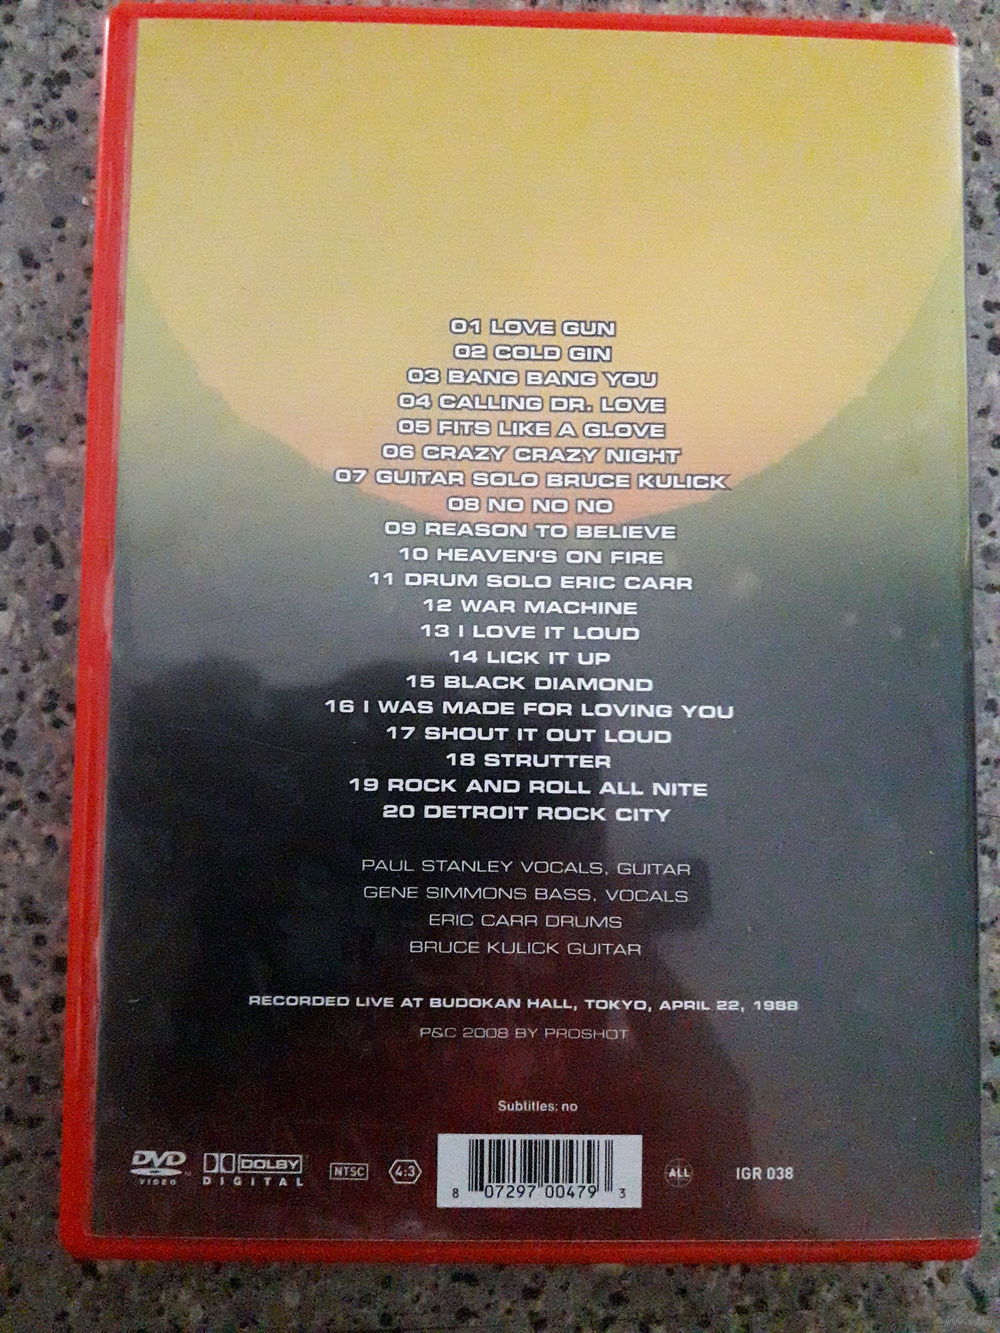 01 LOVE GUN
02 COLD GIN
03 BANG BANG YOU
04 CALLING DR. LOVE
05 FITS LIKE A GLOVE
06 CRAZY CRAZY NIGHT
07 GUITAR SOLO BRUCE KULICK
08 NO NO NO
09 REASON TO BELIEVE
10 HEAVEN'S ON FIRE
11 DRUM SOLO ERIC CARR
12 WAR MACHINE
13 I LOVE IT LOUD
14 LICK IT UP
15 BLACK DIAMOND
16 I WAS MADE FOR LOVING YOU
17 SHOUT IT OUT LOUD
18 STRUTTER
19 ROCK AND ROLL ALL NITE
20 DETROIT ROCK CITY
PAUL STANLEY VOCALS, GUITAR
GENE SIMMONS BASS, VOCALS
ERIC CARR DRUMS
BRUCE KULICK GUITAR
RECORDED LIVE AT BUDOKAN HALL, TOKYO, APRIL 22, 1988
P&C 2008 BY PROSHOT
Subtitles: no
DVD VIDEO DOLBY DIGITAL NTSC 4:3 8 07297 00479 3 ALL IGR 038